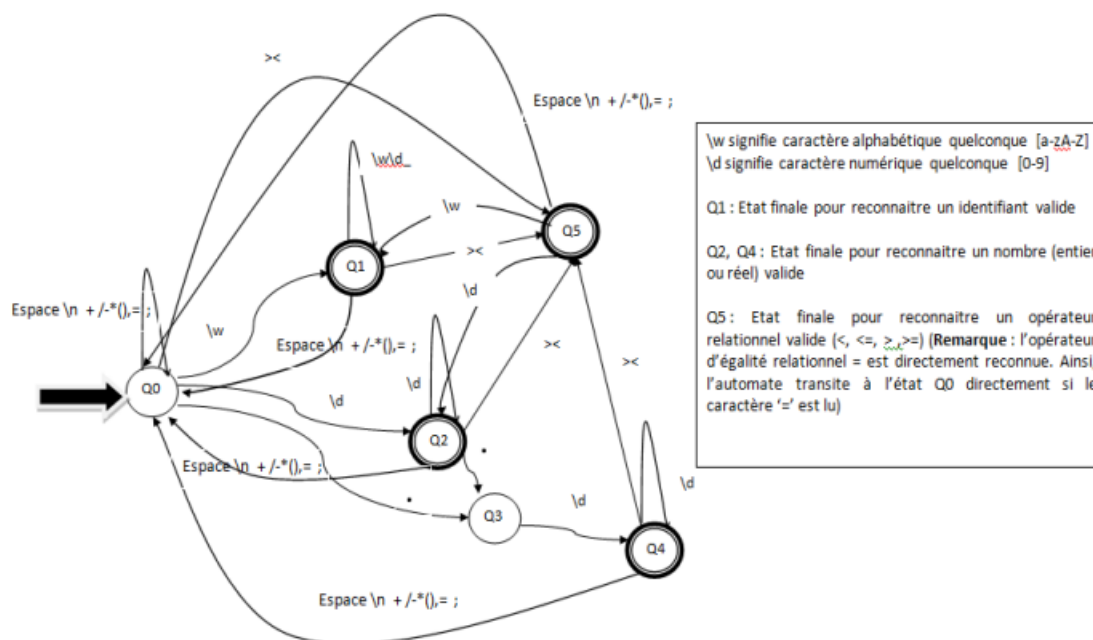 ><
Espace \n +/-*(),= ;
\w\d_
\w
Q5
Q1
><
\d
Espace \n +/-*(),= ;
\w
Espace \n +/-*(),= ;
><
><
Q0
\d
\d
Q2
.
Espace \n +/-*(),= ;
.
\d
\d
Q3
Q4
Espace \n +/-*(),= ;
\w signifie caractère alphabétique quelconque [a-zA-Z]
\d signifie caractère numérique quelconque [0-9]
Q1 : Etat finale pour reconnaitre un identifiant valide
Q2, Q4 : Etat finale pour reconnaitre un nombre (entier
ou réel) valide
Q5 : Etat finale pour reconnaitre un opérateur
relationnel valide (<, <=, > ,>=) (Remarque : l'opérateur
d'égalité relationnel = est directement reconnue. Ainsi,
l'automate transite à l'état Q0 directement si le
caractère '=' est lu)